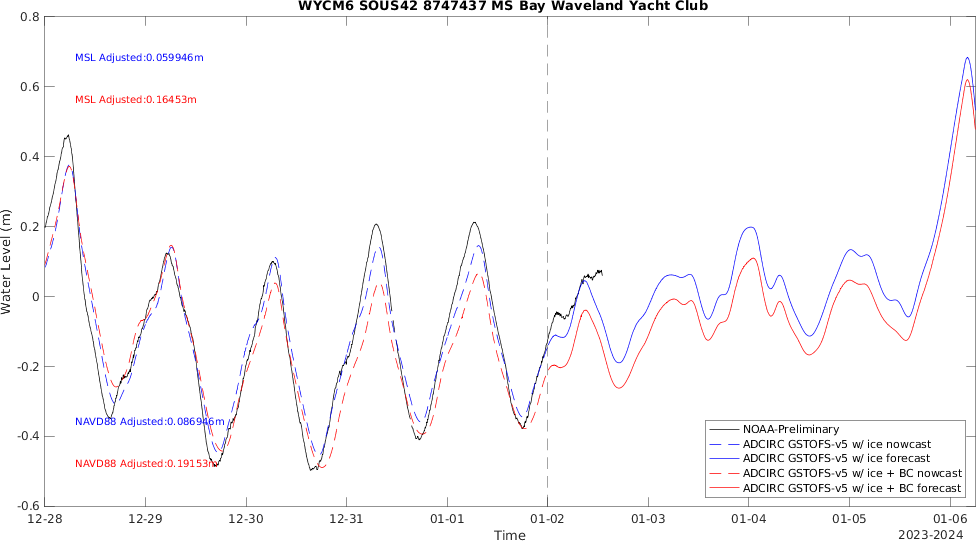 WYCM6 SOUS42 8747437 MS Bay Waveland Yacht Club
0.8
0.6
0.4
0.2
0
-0.2
-0.4
-0.6
Water Level (m)
MSL Adjusted:0.059946m
MSL Adjusted:0.16453m
NAVD88 Adjusted:0.086946m
NAVD88 Adjusted:0.19153m
NOAA-Preliminary
ADCIRC GSTOFS-v5 w/ ice nowcast
ADCIRC GSTOFS-v5 w/ ice forecast
ADCIRC GSTOFS-v5 w/ ice + BC nowcast
ADCIRC GSTOFS-v5 w/ ice + BC forecast
12-28 12-29 12-30 12-31 01-01 01-02 01-03 01-04 01-05 01-06
Time
2023-2024